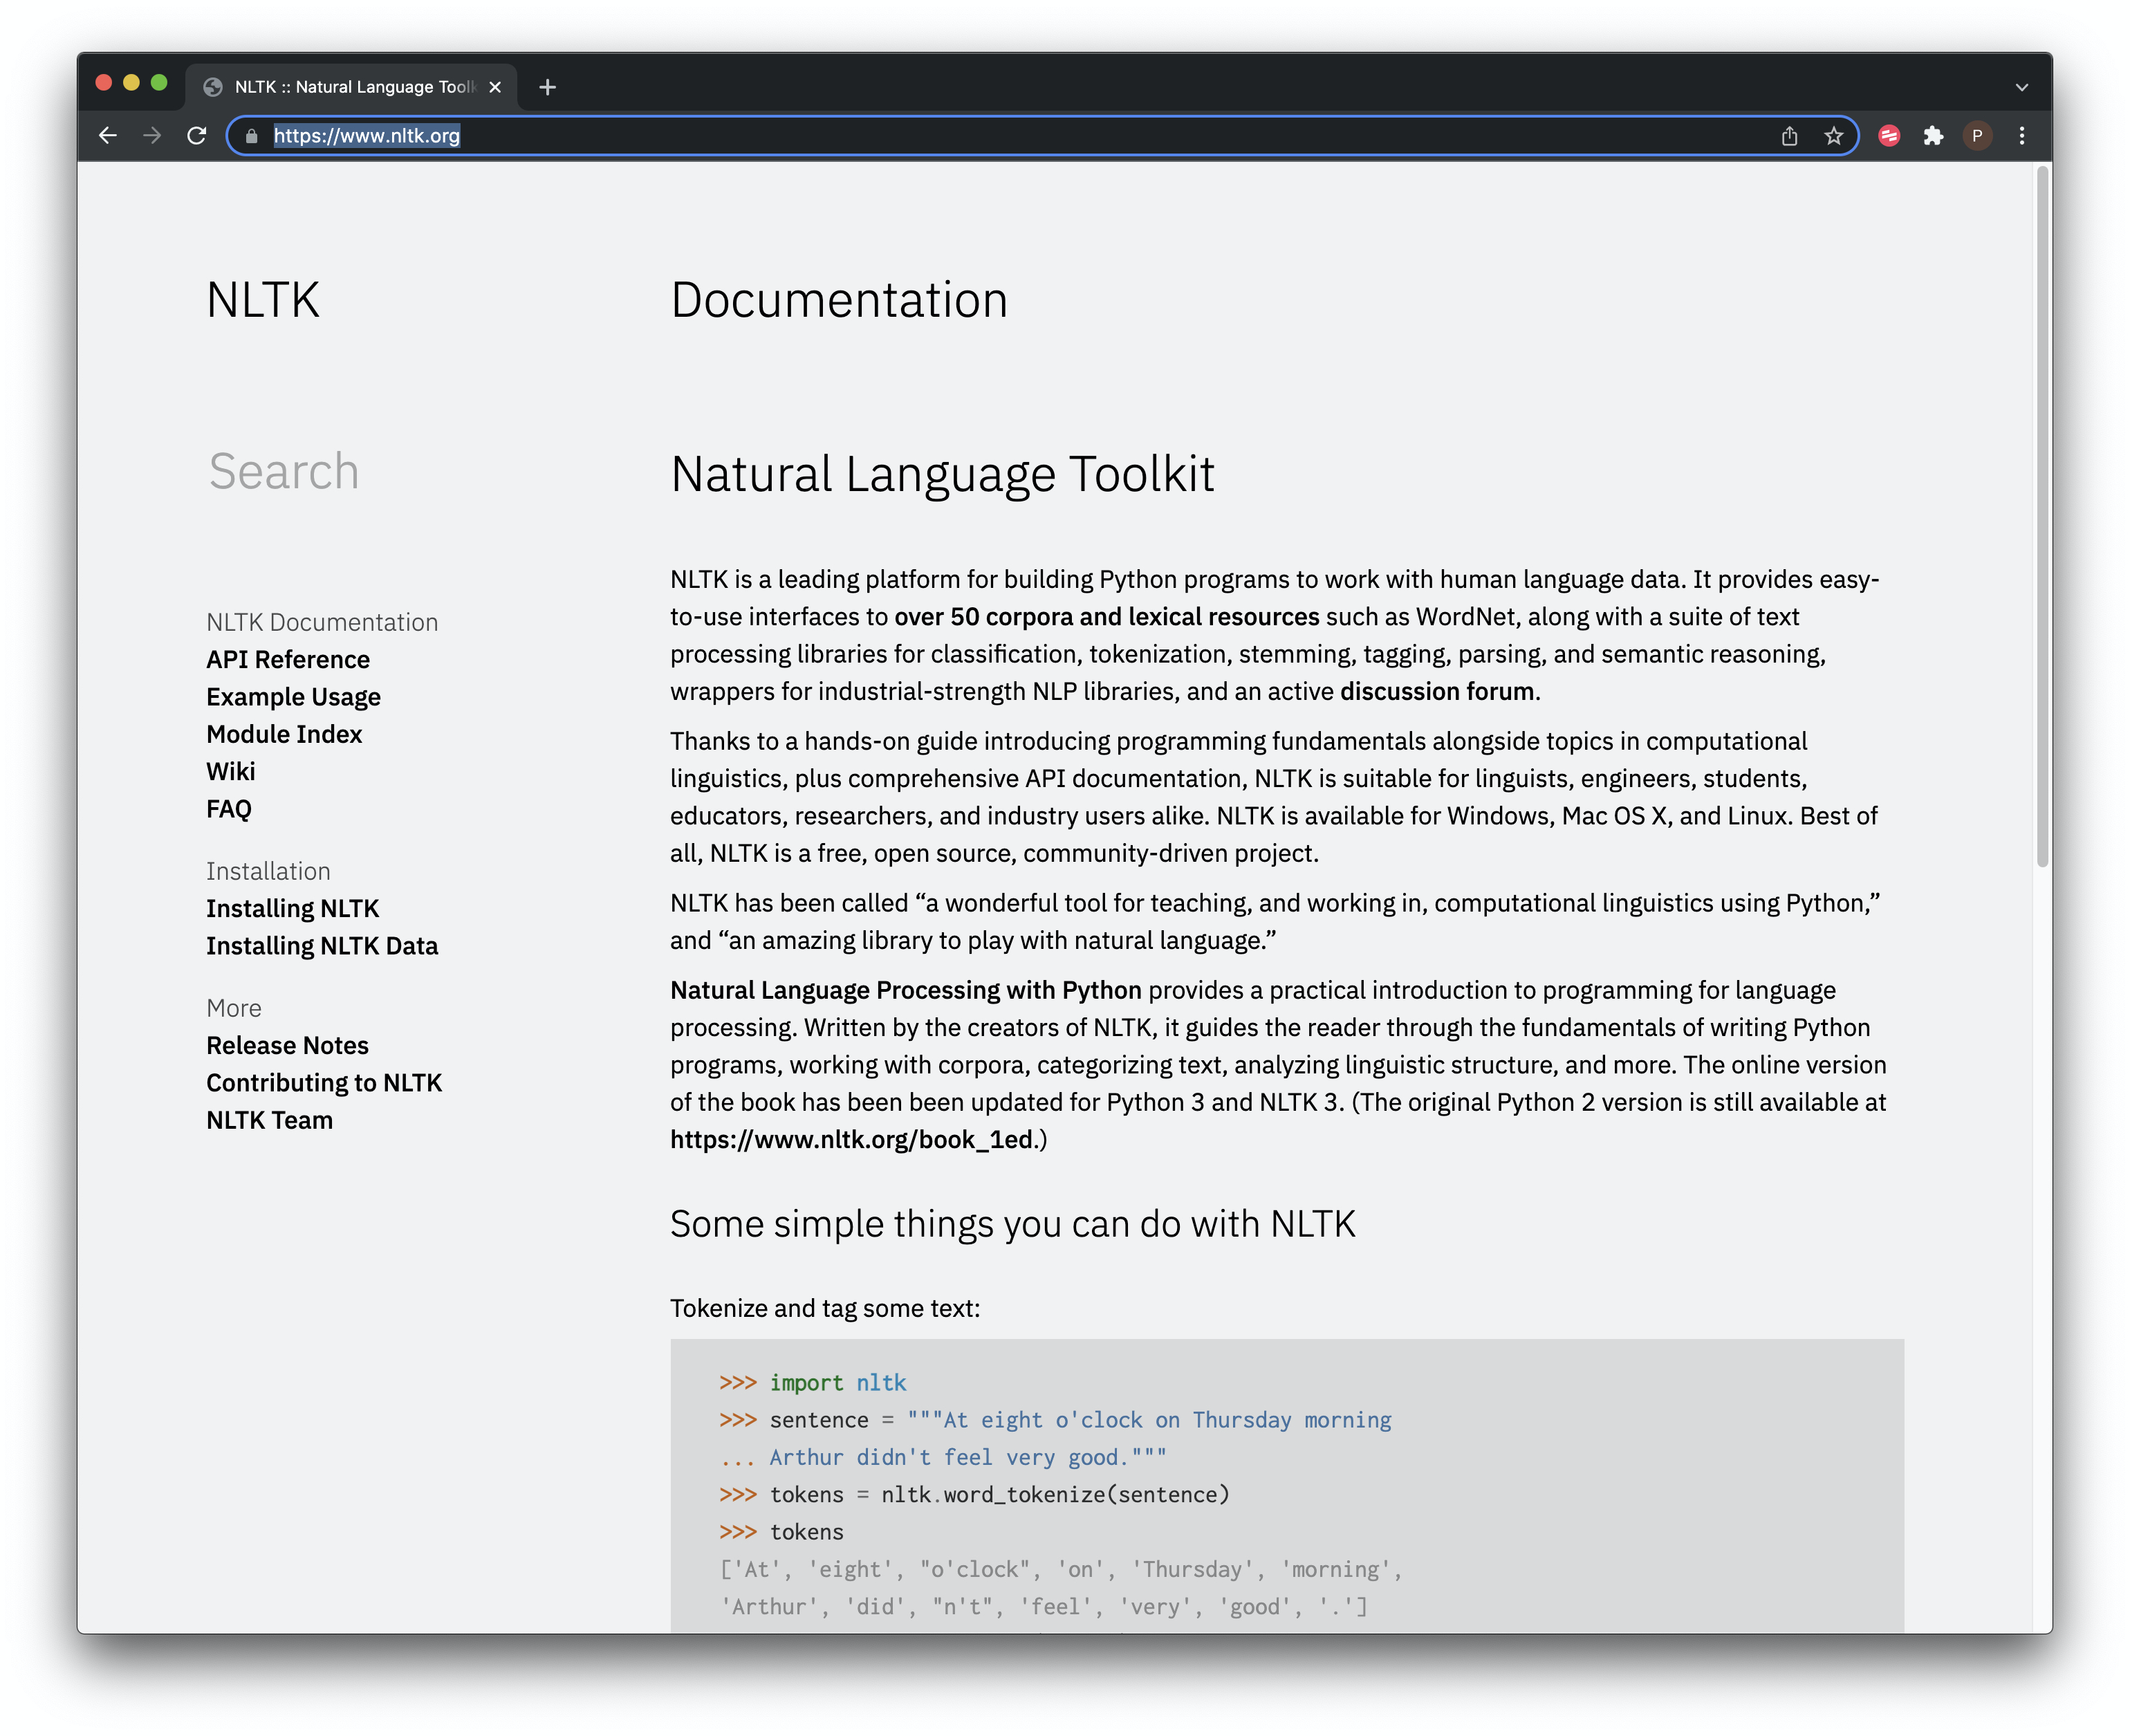 NLTK :: Natural Language Toolk
https://www.nltk.org
P
NLTK
Documentation
Search
NLTK Documentation
API Reference
Example Usage
Module Index
Wiki
FAQ
Installation
Installing NLTK
Installing NLTK Data
More
Release Notes
Contributing to NLTK
NLTK Team
Natural Language Toolkit
NLTK is a leading platform for building Python programs to work with human language data. It provides easy-
to-use interfaces to over 50 corpora and lexical resources such as WordNet, along with a suite of text
processing libraries for classification, tokenization, stemming, tagging, parsing, and semantic reasoning,
wrappers for industrial-strength NLP libraries, and an active discussion forum.
Thanks to a hands-on guide introducing programming fundamentals alongside topics in computational
linguistics, plus comprehensive API documentation, NLTK is suitable for linguists, engineers, students,
educators, researchers, and industry users alike. NLTK is available for Windows, Mac OS X, and Linux. Best of
all, NLTK is a free, open source, community-driven project.
NLTK has been called “a wonderful tool for teaching, and working in, computational linguistics using Python,”
and “an amazing library to play with natural language.”
Natural Language Processing with Python provides a practical introduction to programming for language
processing. Written by the creators of NLTK, it guides the reader through the fundamentals of writing Python
programs, working with corpora, categorizing text, analyzing linguistic structure, and more. The online version
of the book has been been updated for Python 3 and NLTK 3. (The original Python 2 version is still available at
https://www.nltk.org/book_1ed.)
Some simple things you can do with NLTK
Tokenize and tag some text:
>>> import nltk
>>> sentence = """At eight o'clock on Thursday morning
... Arthur didn't feel very good."""
>>> tokens = nltk.word_tokenize(sentence)
>>> tokens
['At', 'eight', "o'clock", 'on', 'Thursday', 'morning',
'Arthur', 'did', "n't", 'feel', 'very', 'good', '.']